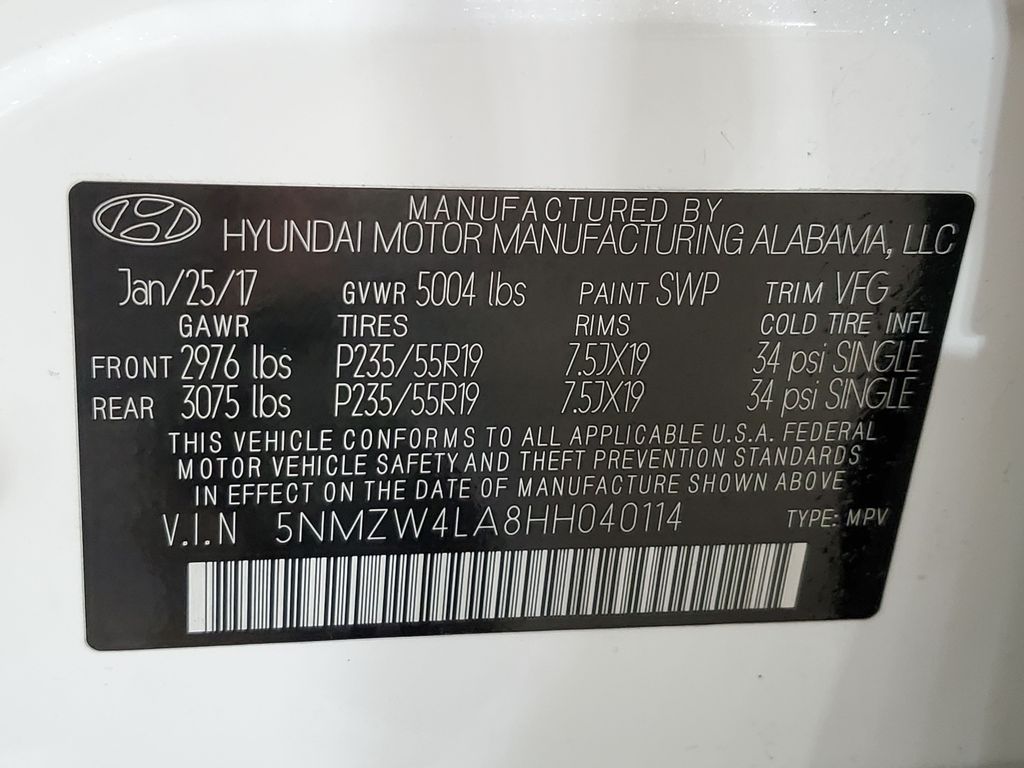 MANUFACTURED BY
HYUNDAI MOTOR MANUFACTURING ALABAMA, LLC
Jan/25/17 GVWR 5004 lbs PAINT SWP TRIM VFG
GAWR TIRES RIMS COLD TIRE INFL
FRONT 2976 lbs P235/55R19 7.5JX19 34 psi SINGLE
REAR 3075 lbs P235/55R19 7.5JX19 34 psi SINGLE
THIS VEHICLE CONFORMS TO ALL APPLICABLE U.S.A. FEDERAL
MOTOR VEHICLE SAFETY AND THEFT PREVENTION STANDARDS
IN EFFECT ON THE DATE OF MANUFACTURE SHOWN ABOVE
V.I.N 5NMZW4LA8HH040114 TYPE: MPV